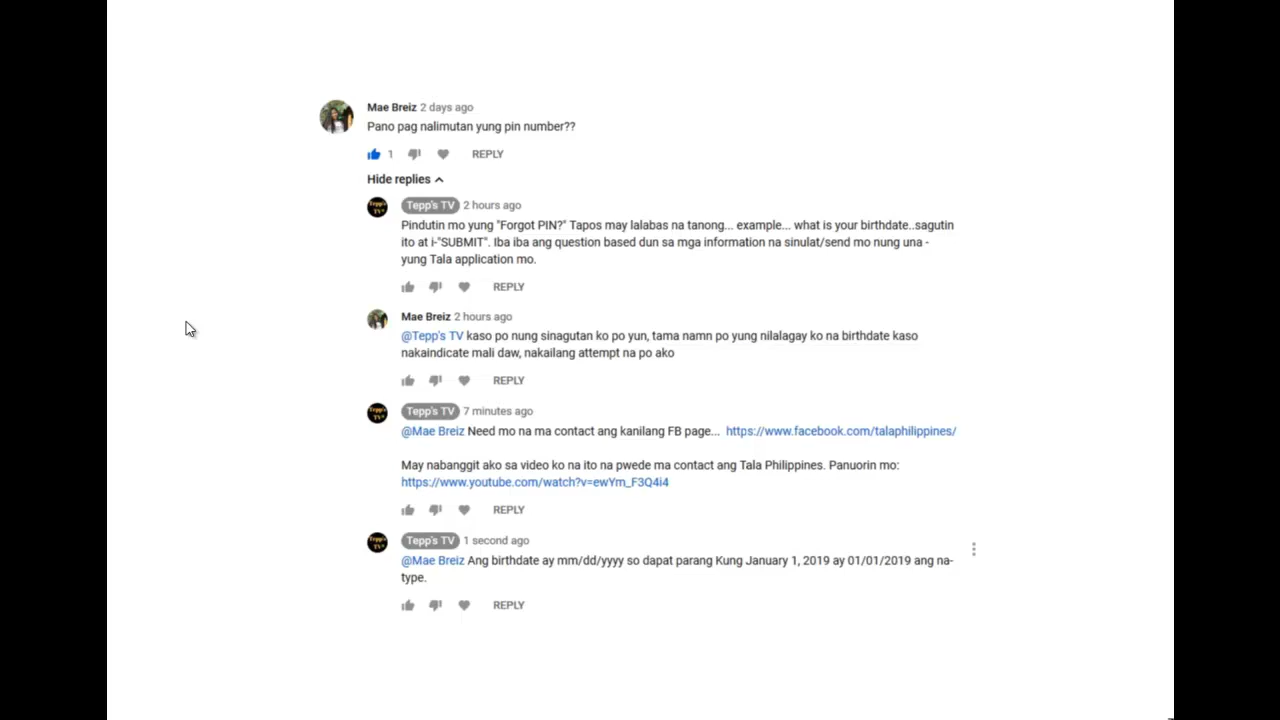 Mae Breiz 2 days ago
Pano pag nalimutan yung pin number??
1 REPLY
Hide replies
Tepp's TV 2 hours ago
Pindutin mo yung "Forgot PIN?" Tapos may lalabas na tanong... example... what is your birthdate..sagutin
ito at i-"SUBMIT". Iba iba ang question based dun sa mga information na sinulat/send mo nung una -
yung Tala application mo.
REPLY
Mae Breiz 2 hours ago
@Tepp's TV kaso po nung sinagutan ko po yun, tama namn po yung nilalagay ko na birthdate kaso
nakaindicate mali daw, nakailang attempt na po ako
REPLY
Tepp's TV 7 minutes ago
@Mae Breiz Need mo na ma contact ang kanilang FB page... https://www.facebook.com/talaphilippines/
May nabanggit ako sa video ko na ito na pwede ma contact ang Tala Philippines. Panuorin mo:
https://www.youtube.com/watch?v=ewYm_F3Q4i4
REPLY
Tepp's TV 1 second ago
@Mae Breiz Ang birthdate ay mm/dd/yyyy so dapat parang Kung January 1, 2019 ay 01/01/2019 ang na-
type.
REPLY